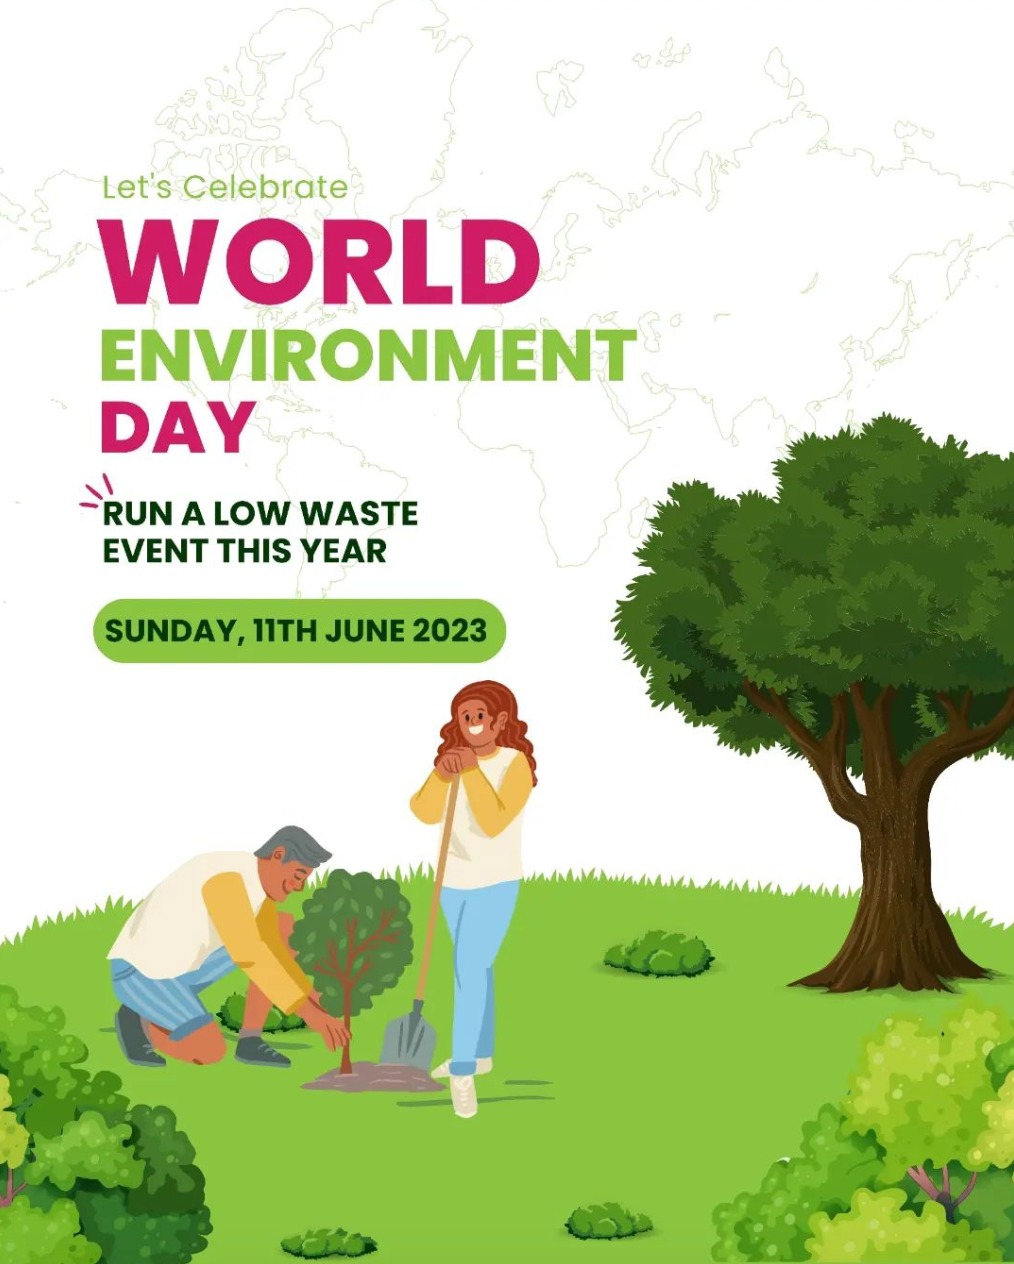 Let's Celebrate
WORLD
ENVIRONMENT
DAY
RUN A LOW WASTE
EVENT THIS YEAR
SUNDAY, 11TH JUNE 2023